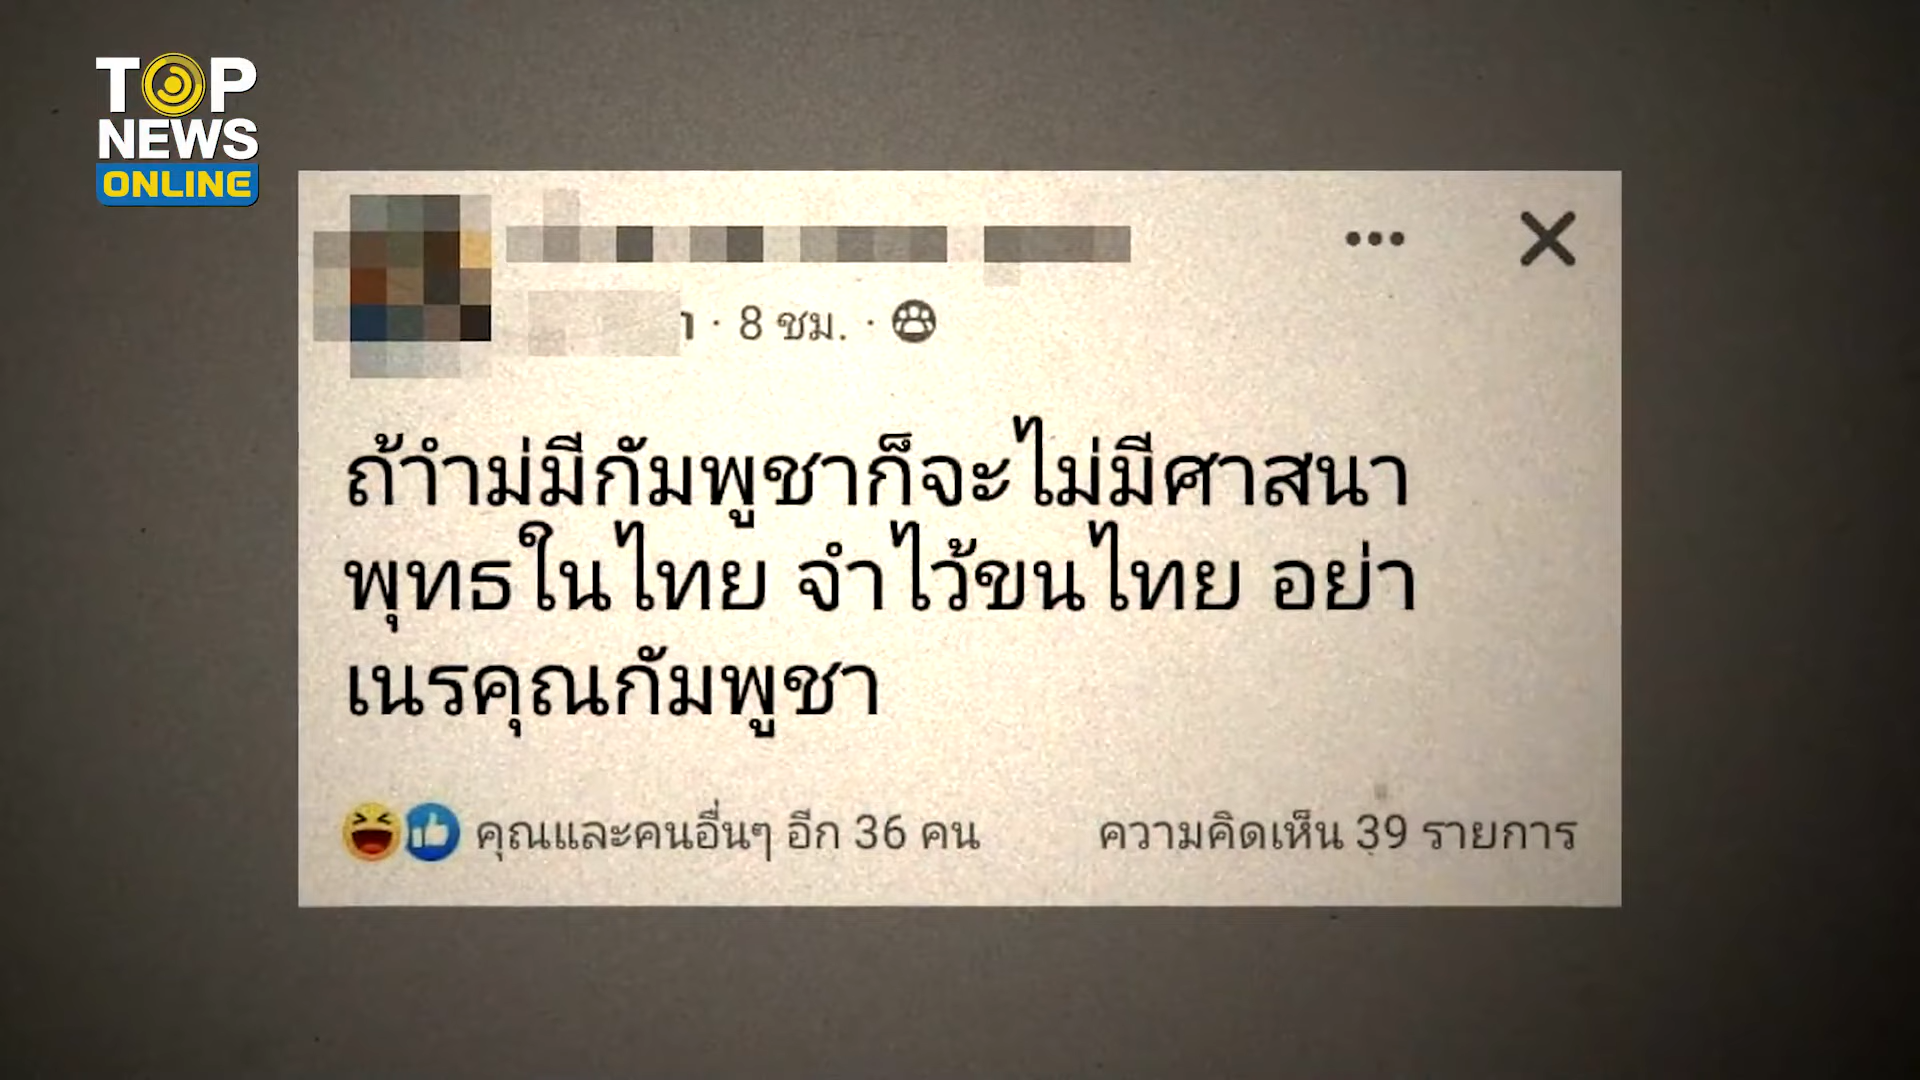 TOP
NEWS
ONLINE
· 8 ชม. ·
ถ้าำม่มีกัมพูชาก็จะไม่มีศาสนา
พุทธในไทย จำไว้ขนไทย อย่า
เนรคุณกัมพูชา
คุณและคนอื่นๆ อีก 36 คน
ความคิดเห็น 39 รายการ